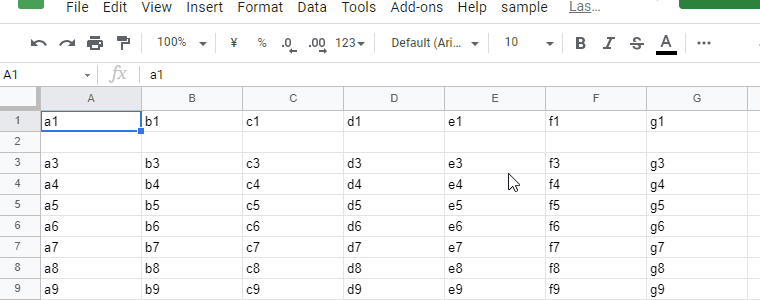 File Edit View Insert Format Data Tools Add-ons Help sample Las...
100% ¥ % .0 .00 123 Default (Ari... 10 B I S A
A1 fx a1
A B C D E F G
1 a1 b1 c1 d1 e1 f1 g1
2
3 a3 b3 c3 d3 e3 f3 g3
4 a4 b4 c4 d4 e4 f4 g4
5 a5 b5 c5 d5 e5 f5 g5
6 a6 b6 c6 d6 e6 f6 g6
7 a7 b7 c7 d7 e7 f7 g7
8 a8 b8 c8 d8 e8 f8 g8
9 a9 b9 c9 d9 e9 f9 g9